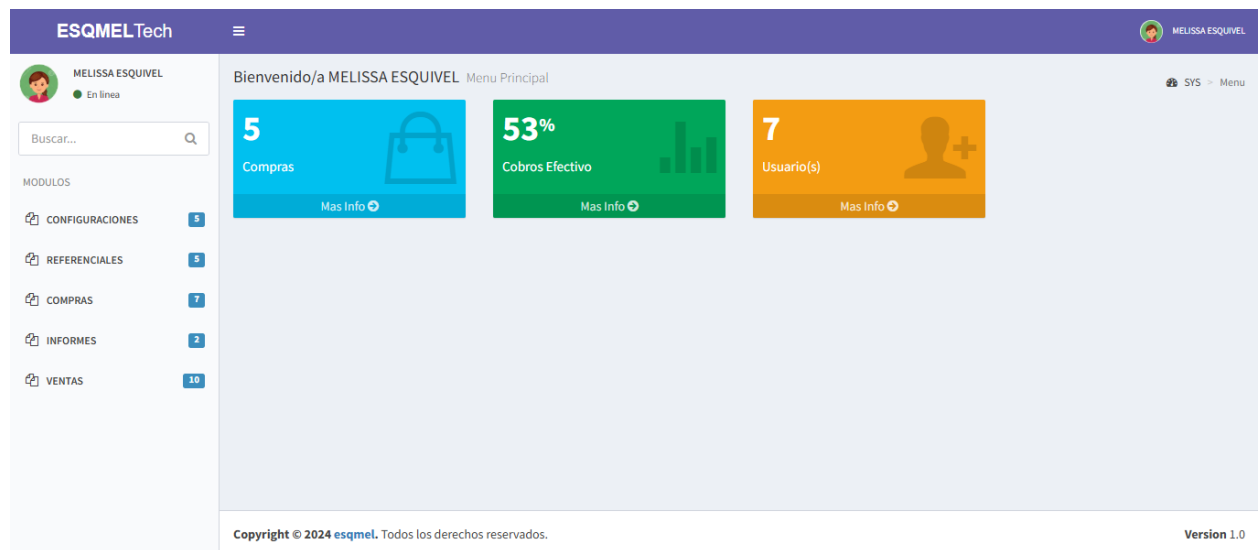 ESQMELTech
MELISSA ESQUIVEL
MELISSA ESQUIVEL
En linea
Buscar...
MODULOS
CONFIGURACIONES 5
REFERENCIALES 5
COMPRAS 7
INFORMES 2
VENTAS 10
Bienvenido/a MELISSA ESQUIVEL Menu Principal
SYS > Menu
5
Compras
Mas Info
53%
Cobros Efectivo
Mas Info
7
Usuario(s)
Mas Info
Copyright © 2024 esqmel. Todos los derechos reservados.
Version 1.0